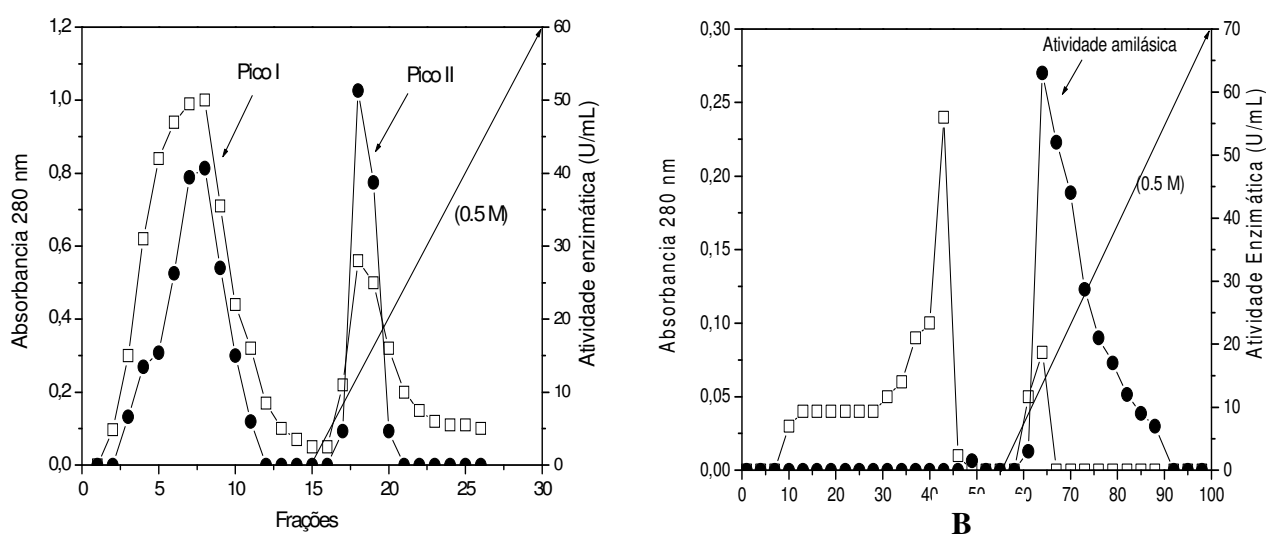 1,2
1,0
0,8
0,6
0,4
0,2
0,0
Absorbancia 280 nm
Pico I
Pico II
(0.5 M)
60
50
40
30
20
10
0
Atividade enzimática (U/mL)
0 5 10 15 20 25 30
Frações
0,30
0,25
0,20
0,15
0,10
0,05
0,00
Absorbancia 280 nm
Atividade amilásica
(0.5 M)
70
60
50
40
30
20
10
0
Atividade Enzimática (U/mL)
0 10 20 30 40 50 60 70 80 90 100
B